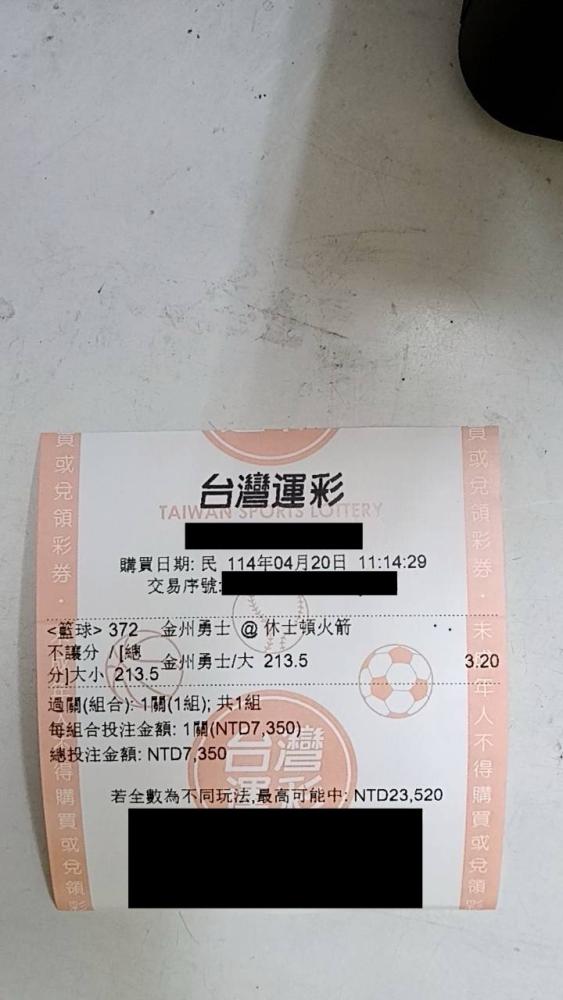 台灣運彩
TAIWAN SPORTS LOTTERY
購買日期: 民 114年04月20日 11:14:29
交易序號:
<籃球> 372 金州勇士 @ 休士頓火箭
不讓分 /[總分]大小 213.5 金州勇士/大 213.5 3.20
過關(組合): 1關(1組); 共1組
每組合投注金額: 1關(NTD7,350)
總投注金額: NTD7,350
台灣運彩
若全數為不同玩法,最高可能中: NTD23,520
買或兌領彩券・未成年人不得購買或兌領彩